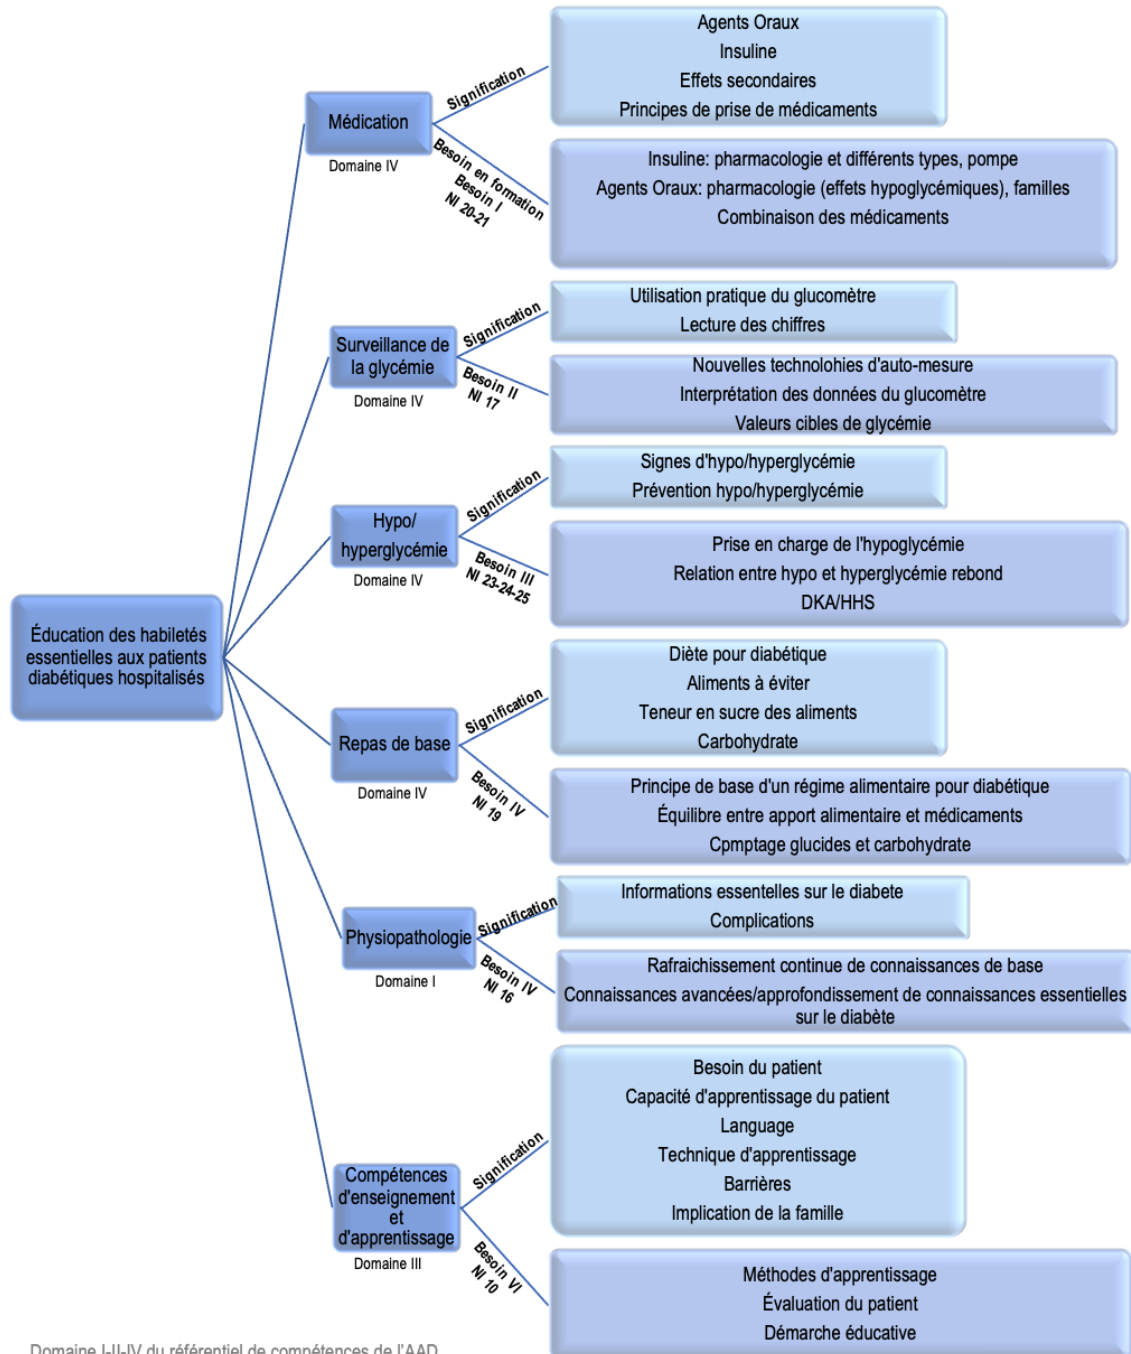 Agents Oraux
Insuline
Effets secondaires
Principes de prise de médicaments
Signification
Médication
Domaine IV
Besoin en formation
Besoin I
NI 20-21
Insuline: pharmacologie et différents types, pompe
Agents Oraux: pharmacologie (effets hypoglycémiques), familles
Combinaison des médicaments
Utilisation pratique du glucomètre
Lecture des chiffres
Signification
Surveillance de
la glycémie
Domaine IV
Besoin II
NI 17
Nouvelles technolohies d'auto-mesure
Interprétation des données du glucomètre
Valeurs cibles de glycémie
Signes d'hypo/hyperglycémie
Prévention hypo/hyperglycémie
Signification
Hypo/
hyperglycémie
Domaine IV
Besoin III
NI 23-24-25
Prise en charge de l'hypoglycémie
Relation entre hypo et hyperglycémie rebond
DKA/HHS
Éducation des habiletés
essentielles aux patients
diabétiques hospitalisés
Diète pour diabétique
Aliments à éviter
Teneur en sucre des aliments
Carbohydrate
Signification
Repas de base
Domaine IV
Besoin IV
NI 19
Principe de base d'un régime alimentaire pour diabétique
Équilibre entre apport alimentaire et médicaments
Cpmptage glucides et carbohydrate
Informations essentelles sur le diabete
Complications
Signification
Physiopathologie
Domaine I
Besoin IV
NI 16
Rafraichissement continue de connaissances de base
Connaissances avancées/approfondissement de connaissances essentielles
sur le diabète
Besoin du patient
Capacité d'apprentissage du patient
Language
Technique d'apprentissage
Barrières
Implication de la famille
Signification
Compétences
d'enseignement
et
d'apprentissage
Domaine III
Besoin VI
NI 10
Méthodes d'apprentissage
Évaluation du patient
Démarche éducative
Domaine I-II-IV du référentiel de compétences de l'AAD